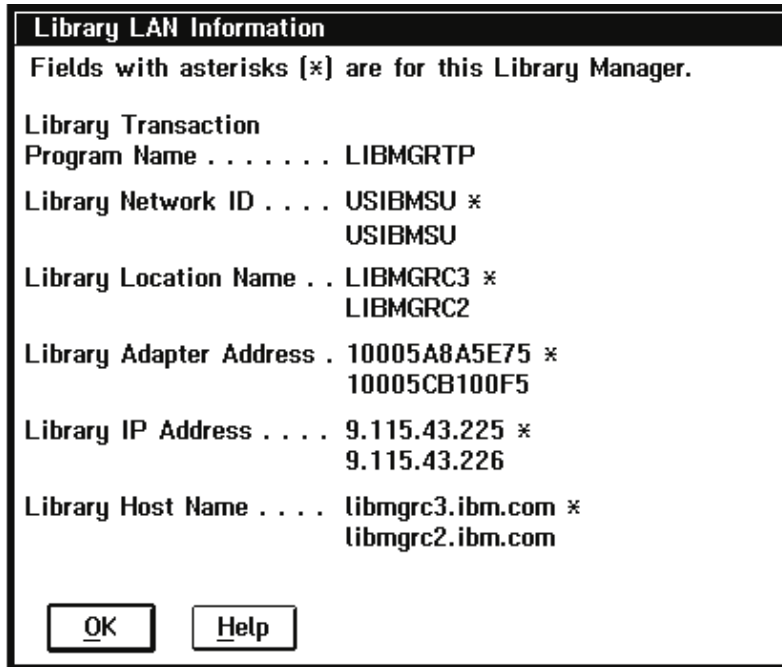 Library LAN Information
Fields with asterisks (*) are for this Library Manager.
Library Transaction
Program Name . . . . . . . LIBMGRTP
Library Network ID . . . . USIBMSU *
USIBMSU
Library Location Name . . LIBMGRC3 *
LIBMGRC2
Library Adapter Address . 10005A8A5E75 *
10005CB100F5
Library IP Address . . . . 9.115.43.225 *
9.115.43.226
Library Host Name . . . . libmgrc3.ibm.com *
libmgrc2.ibm.com
OK Help